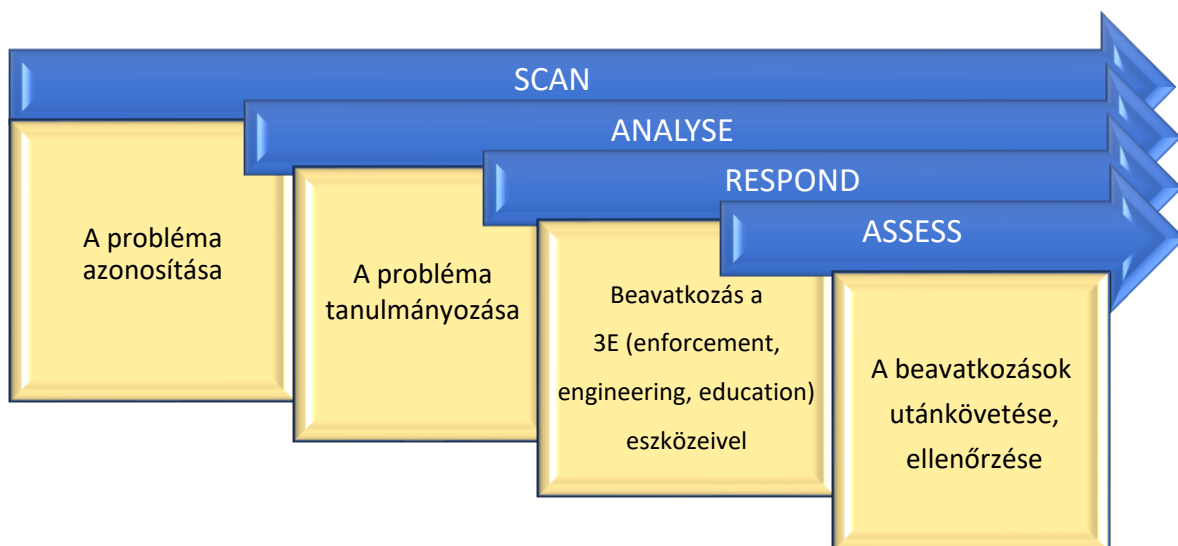 SCAN
ANALYSE
RESPOND
ASSESS
A probléma
azonosítása
A probléma
tanulmányozása
Beavatkozás a
3E (enforcement,
engineering, education)
eszközeivel
A beavatkozások
utánkövetése,
ellenőrzése